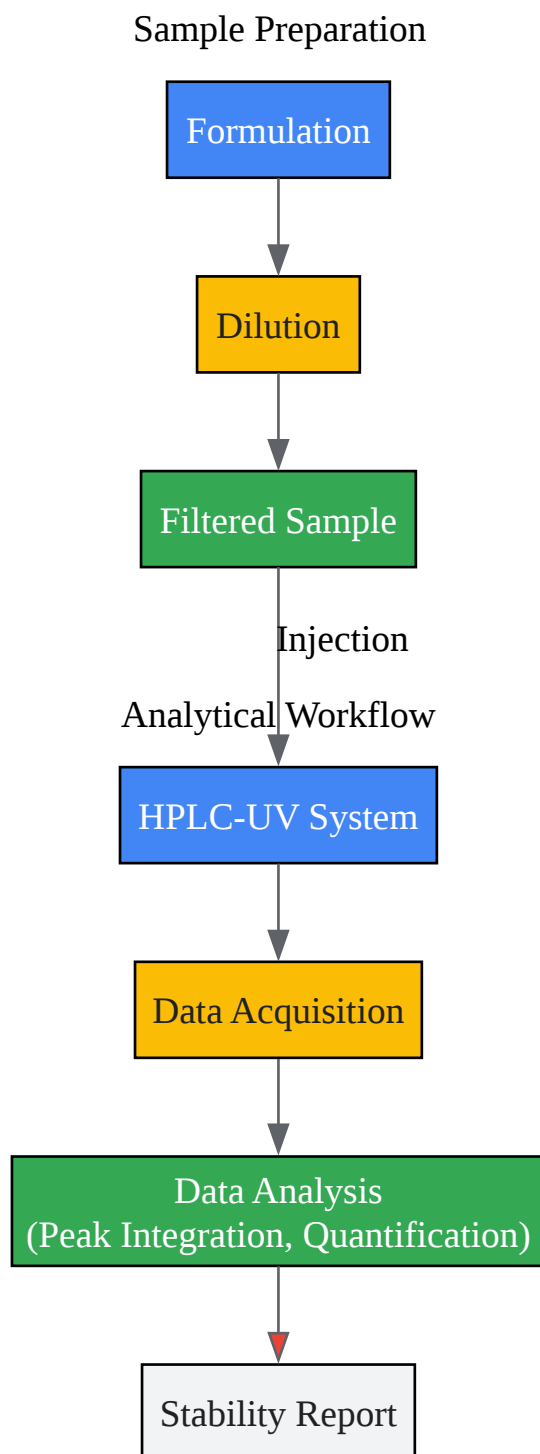 Sample Preparation
Formulation
Dilution
Filtered Sample
Injection
Analytical Workflow
HPLC-UV System
Data Acquisition
Data Analysis
(Peak Integration, Quantification)
Stability Report